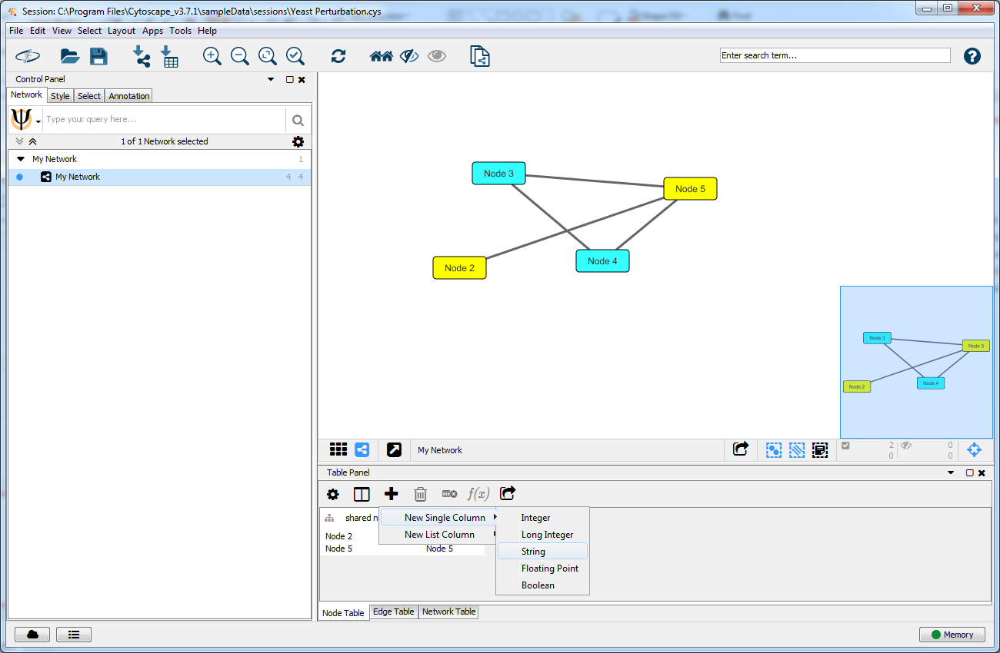 Session: C:\Program Files\Cytoscape_v3.7.1\sampleData\sessions\Yeast Perturbation.cys
File Edit View Select Layout Apps Tools Help
Enter search term...
Control Panel
Network Style Select Annotation
Type your query here...
1 of 1 Network selected
My Network 1
My Network 4 4
Node 3
Node 5
Node 2
Node 4
Node 3
Node 5
Node 2
Node 4
My Network
2 0
0 0
Table Panel
f(x)
shared n
Node 2
Node 5 Node 5
New Single Column
New List Column
Integer
Long Integer
String
Floating Point
Boolean
Node Table Edge Table Network Table
Memory